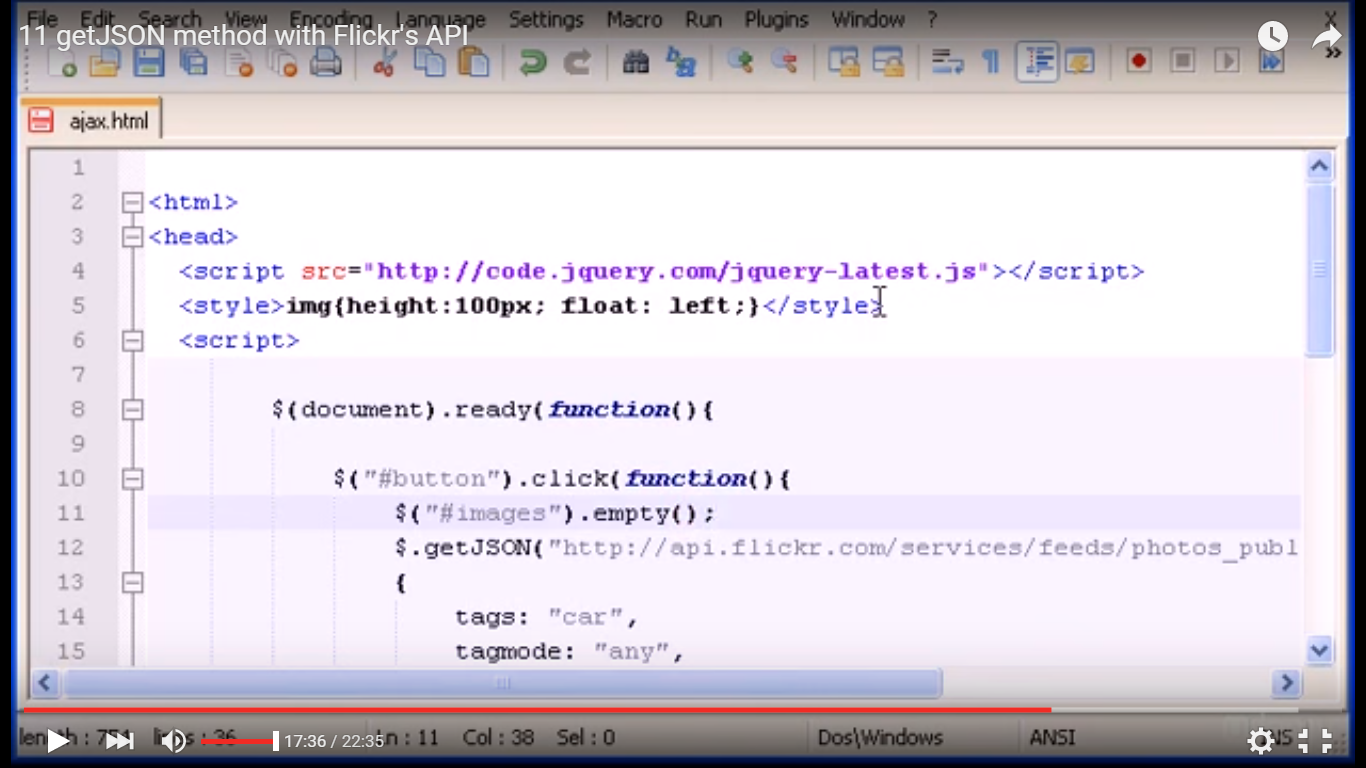 File Edit Search View Encoding Language Settings Macro Run Plugins Window ? X
11 getJSON method with Flickr's API
ajax.html
1
2 <html>
3 <head>
4 <script src="http://code.jquery.com/jquery-latest.js"></script>
5 <style>img{height:100px; float: left;}</style>
6 <script>
7
8 $(document).ready(function(){
9
10 $("#button").click(function(){
11 $("#images").empty();
12 $.getJSON("http://api.flickr.com/services/feeds/photos_publ
13 {
14 tags: "car",
15 tagmode: "any",
17:36 / 22:35 : 11 Col : 38 Sel : 0 Dos\Windows ANSI